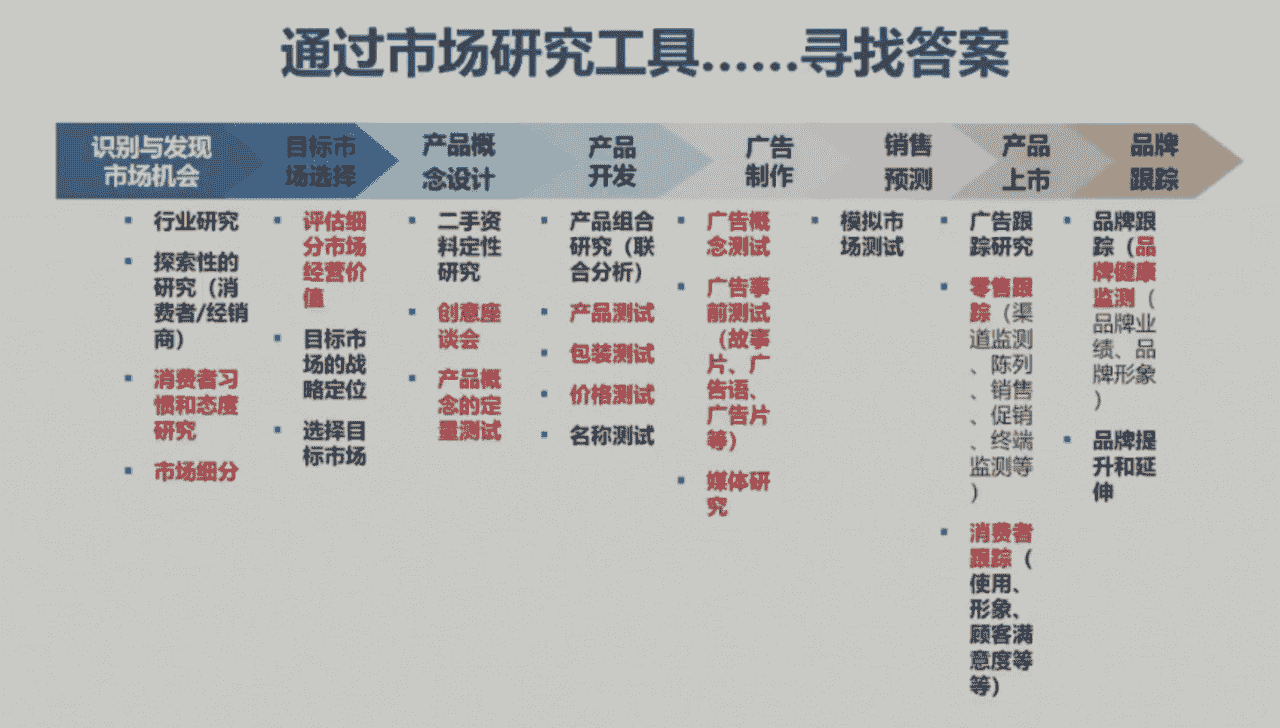 通过市场研究工具……寻找答案
识别与发现
市场机会
目标市
场选择
产品概
念设计
产品
开发
广告
制作
销售
预测
产品
上市
品牌
跟踪
行业研究
探索性的
研究（消
费者/经销
商）
消费者习
惯和态度
研究
市场细分
评估细
分市场
经营价
值
目标市
场的战
略定位
选择目
标市场
二手资
料定性
研究
创意座
谈会
产品概
念的定
量测试
产品组合
研究（联
合分析）
产品测试
包装测试
价格测试
名称测试
广告概
念测试
广告事
前测试
（故事
片、广
告语、
广告片
等）
媒体研
究
模拟市
场测试
广告跟
踪研究
零售跟
踪（渠
道监测
、陈列
、销售
、促销
、终端
监测等
）
消费者
跟踪（
使用、
形象、
顾客满
意度等
等）
品牌跟
踪（品
牌健康
监测（
品牌业
绩、品
牌形象
）
品牌提
升和延
伸